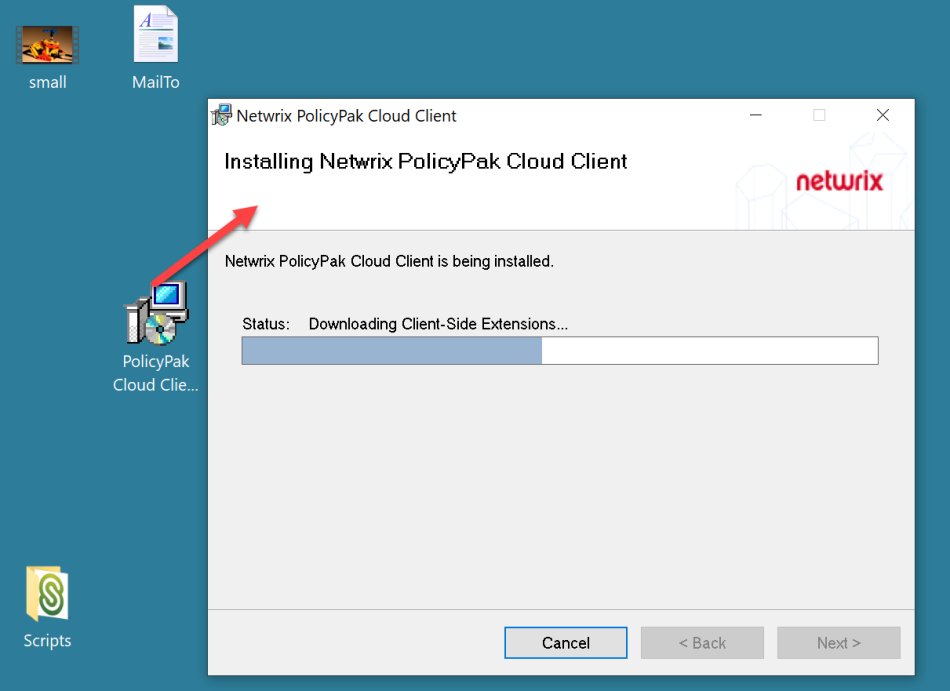 small
MailTo
Netwrix PolicyPak Cloud Client
Installing Netwrix PolicyPak Cloud Client
netwrix
Netwrix PolicyPak Cloud Client is being installed.
Status: Downloading Client-Side Extensions...
PolicyPak
Cloud Clie...
Scripts
Cancel
< Back
Next >